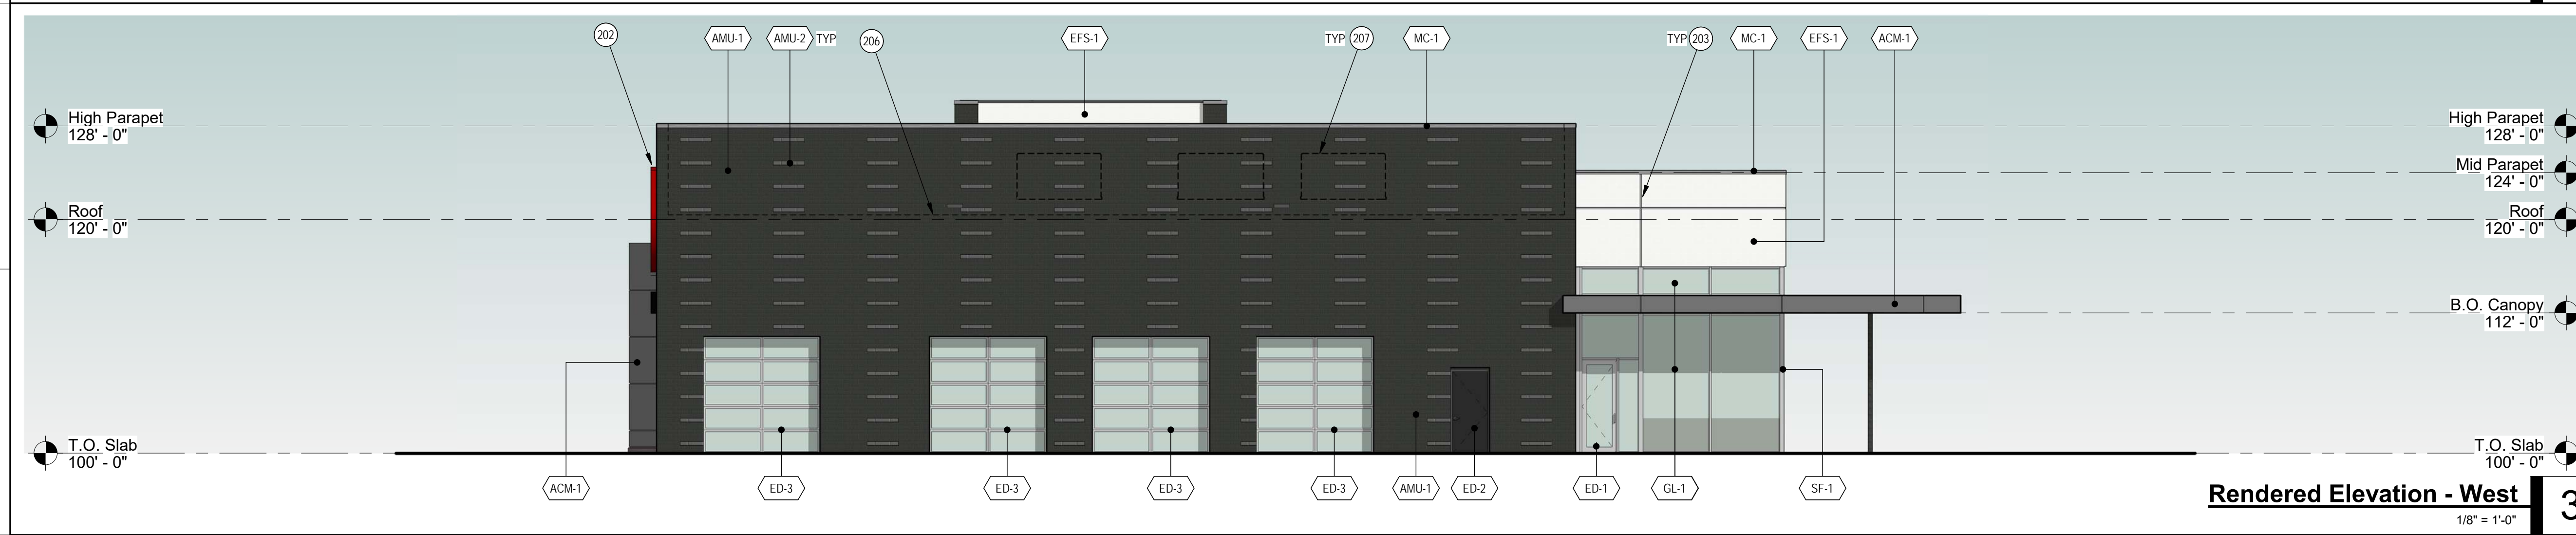 202
AMU-1
AMU-2 TYP
206
EFS-1
TYP 207
MC-1
TYP 203
MC-1
EFS-1
ACM-1
High Parapet
128' - 0"
Roof
120' - 0"
T.O. Slab
100' - 0"
High Parapet
128' - 0"
Mid Parapet
124' - 0"
Roof
120' - 0"
B.O. Canopy
112' - 0"
T.O. Slab
100' - 0"
ACM-1
ED-3
ED-3
ED-3
ED-3
AMU-1
ED-2
ED-1
GL-1
SF-1
Rendered Elevation - West
1/8" = 1'-0"
3